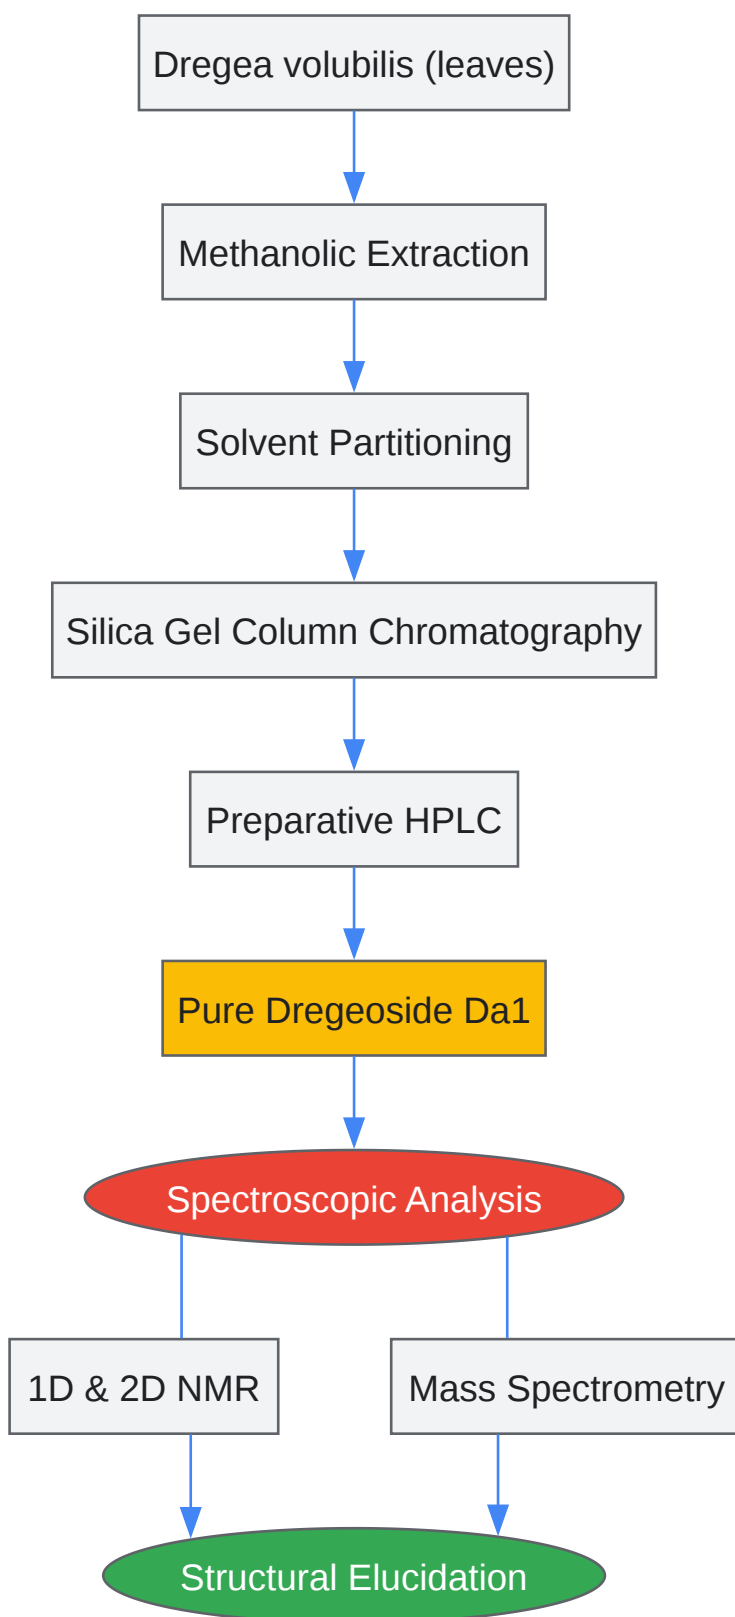 Dregea volubilis (leaves)
Methanolic Extraction
Solvent Partitioning
Silica Gel Column Chromatography
Preparative HPLC
Pure Dregeoside Da1
Spectroscopic Analysis
1D & 2D NMR
Mass Spectrometry
Structural Elucidation